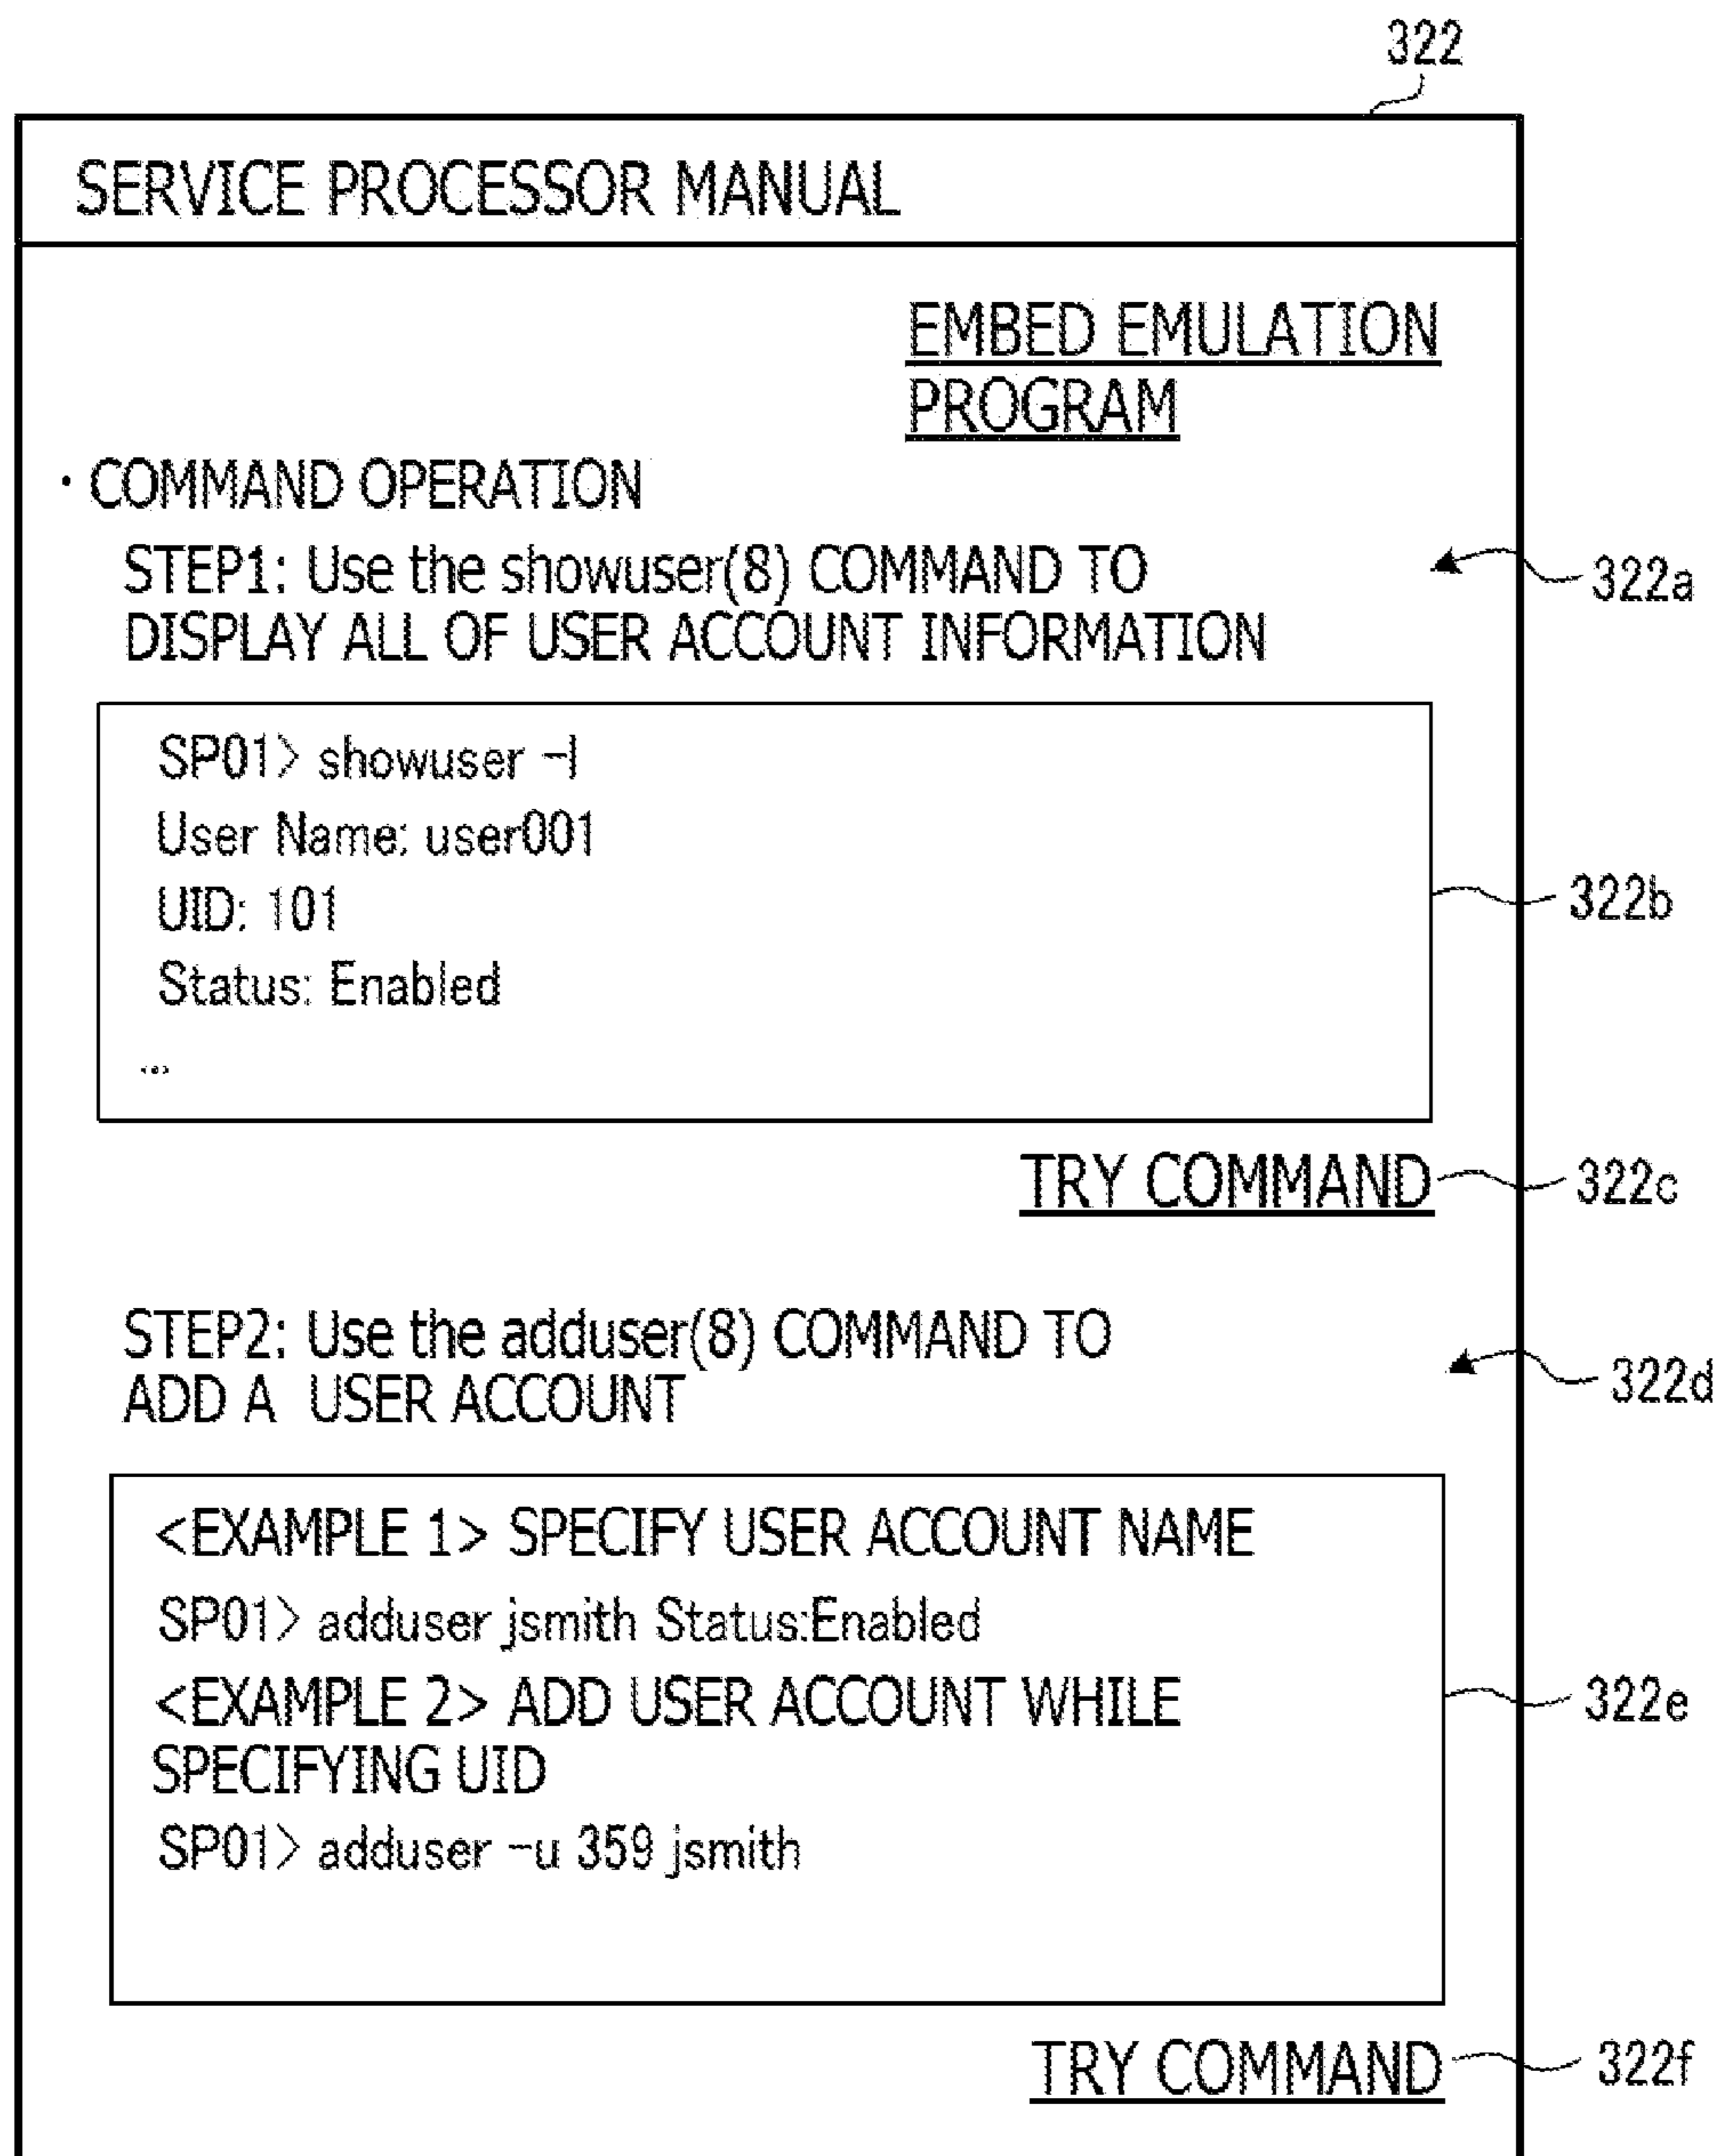 322
SERVICE PROCESSOR MANUAL
EMBED EMULATION
PROGRAM
· COMMAND OPERATION
STEP1: Use the showuser(8) COMMAND TO
DISPLAY ALL OF USER ACCOUNT INFORMATION
322a
SP01> showuser -l
User Name: user001
UID: 101
Status: Enabled
...
322b
TRY COMMAND
322c
STEP2: Use the adduser(8) COMMAND TO
ADD A USER ACCOUNT
322d
<EXAMPLE 1> SPECIFY USER ACCOUNT NAME
SP01> adduser jsmith Status:Enabled
<EXAMPLE 2> ADD USER ACCOUNT WHILE
SPECIFYING UID
SP01> adduser -u 359 jsmith
322e
TRY COMMAND
322f